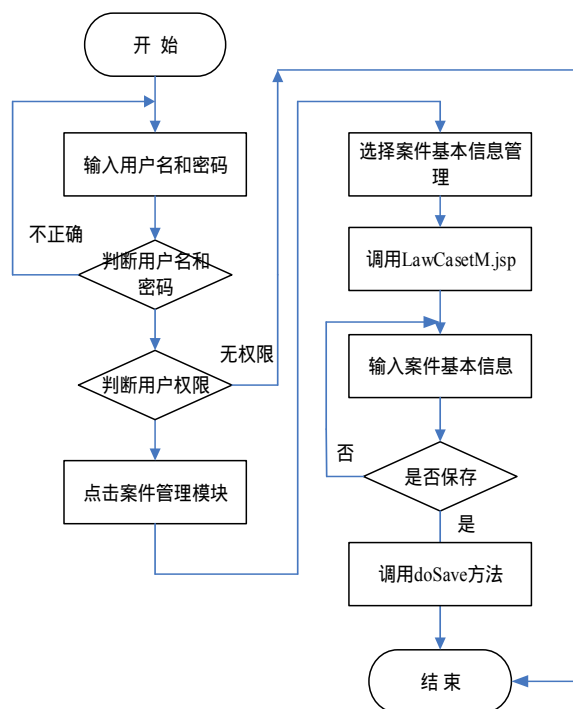 开 始
输入用户名和密码
不正确
判断用户名和
密码
无权限
判断用户权限
点击案件管理模块
选择案件基本信息管
理
调用LawCasetM.jsp
输入案件基本信息
否
是否保存
是
调用doSave方法
结 束